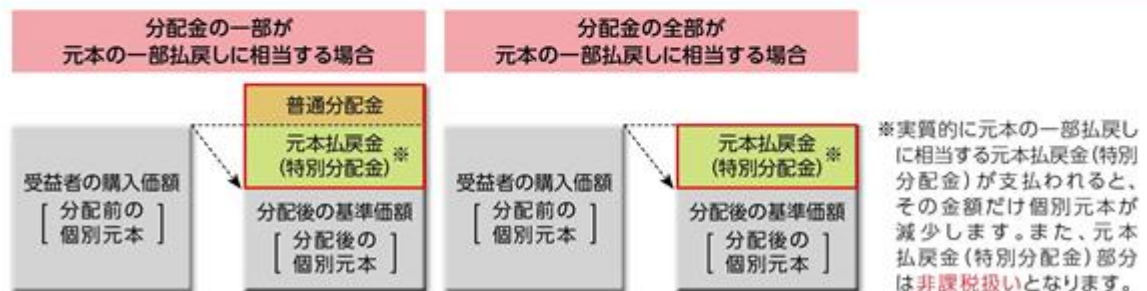 分配金の一部が
元本の一部払戻しに相当する場合
普通分配金
元本払戻金
(特別分配金)
※
受益者の購入価額
分配前の
個別元本
分配後の基準価額
分配後の
個別元本
分配金の全部が
元本の一部払戻しに相当する場合
元本払戻金
(特別分配金)
※
受益者の購入価額
分配前の
個別元本
分配後の基準価額
分配後の
個別元本
※実質的に元本の一部払戻し
に相当する元本払戻金(特別
分配金)が支払われると、
その金額だけ個別元本が
減少します。また、元本
払戻金(特別分配金)部分
は非課税扱いとなります。